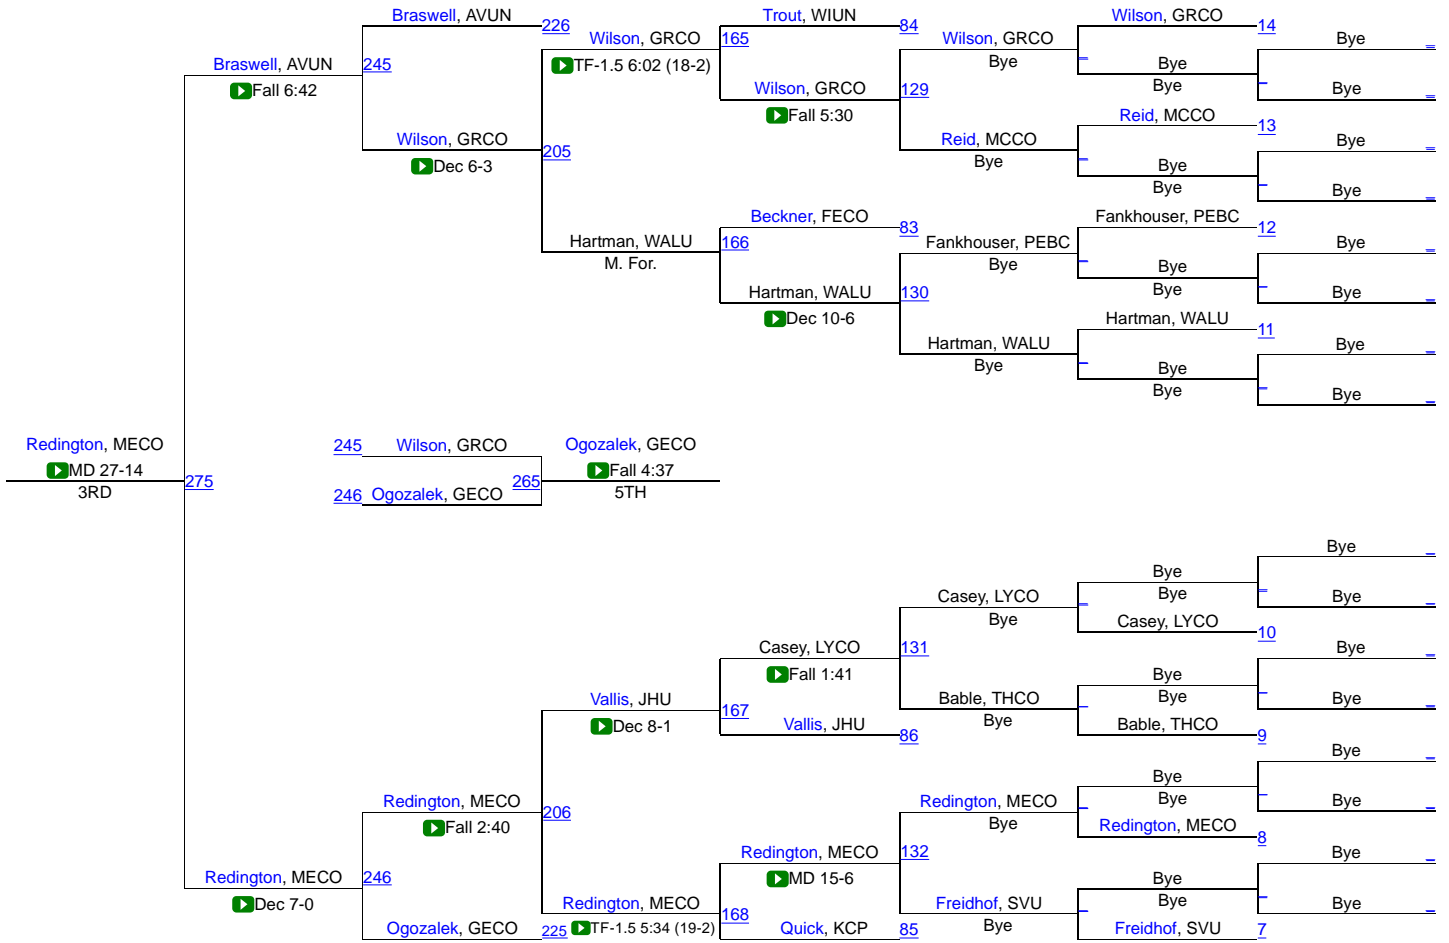 Braswell, AVUN
226
Trout, WIUN
84
Wilson, GRCO
14
Wilson, GRCO
165
Wilson, GRCO
Bye
TF-1.5 6:02 (18-2)
Bye
Bye
Bye
Braswell, AVUN
245
Fall 6:42
Wilson, GRCO
129
Bye
Fall 5:30
Reid, MCCO
13
Wilson, GRCO
205
Reid, MCCO
Bye
Dec 6-3
Bye
Bye
Bye
Bye
Beckner, FECO
83
Fankhouser, PEBC
12
Hartman, WALU
166
Fankhouser, PEBC
Bye
M. For.
Bye
Bye
Bye
Hartman, WALU
130
Bye
Dec 10-6
Hartman, WALU
11
Hartman, WALU
Bye
Bye
Bye
Bye
Bye
Redington, MECO
245
Wilson, GRCO
Ogozalek, GECO
MD 27-14
Fall 4:37
275
265
3RD
246
Ogozalek, GECO
5TH
Bye
Bye
Casey, LYCO
Bye
Bye
Bye
Casey, LYCO
10
Casey, LYCO
131
Bye
Fall 1:41
Bye
Vallis, JHU
167
Bable, THCO
Bye
Bye
Dec 8-1
Vallis, JHU
86
Bye
Bable, THCO
9
Bye
Bye
Redington, MECO
206
Redington, MECO
Bye
Bye
Fall 2:40
Bye
Redington, MECO
8
Redington, MECO
132
Bye
Redington, MECO
246
MD 15-6
Bye
Dec 7-0
Redington, MECO
168
Freidhof, SVU
Bye
Bye
Ogozalek, GECO
225
TF-1.5 5:34 (19-2)
Quick, KCP
85
Bye
Freidhof, SVU
7